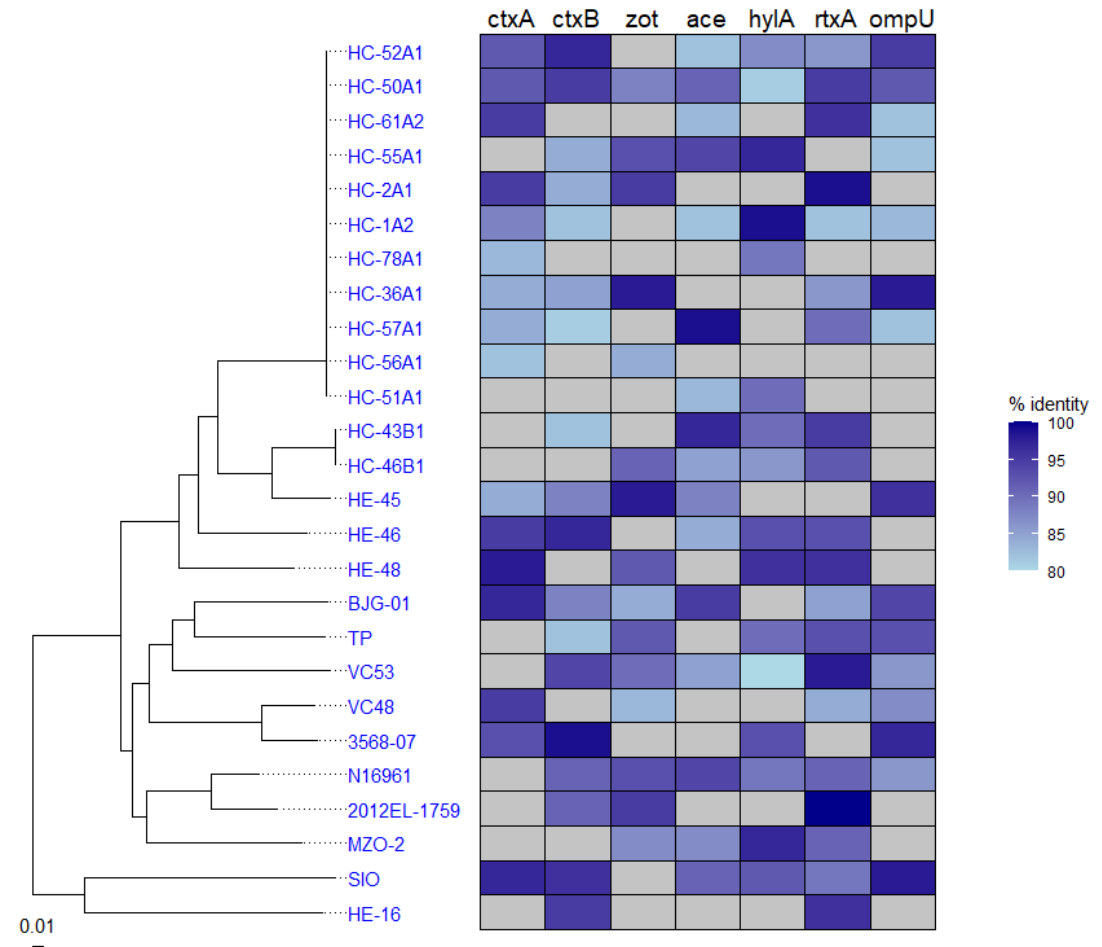 ctxA ctxB zot ace hylA rtxA ompU
HC-52A1
HC-50A1
HC-61A2
HC-55A1
HC-2A1
HC-1A2
HC-78A1
HC-36A1
HC-57A1
HC-56A1
HC-51A1
HC-43B1
HC-46B1
HE-45
HE-46
HE-48
BJG-01
TP
VC53
VC48
3568-07
N16961
2012EL-1759
MZO-2
SIO
HE-16
0.01
% identity
100
95
90
85
80